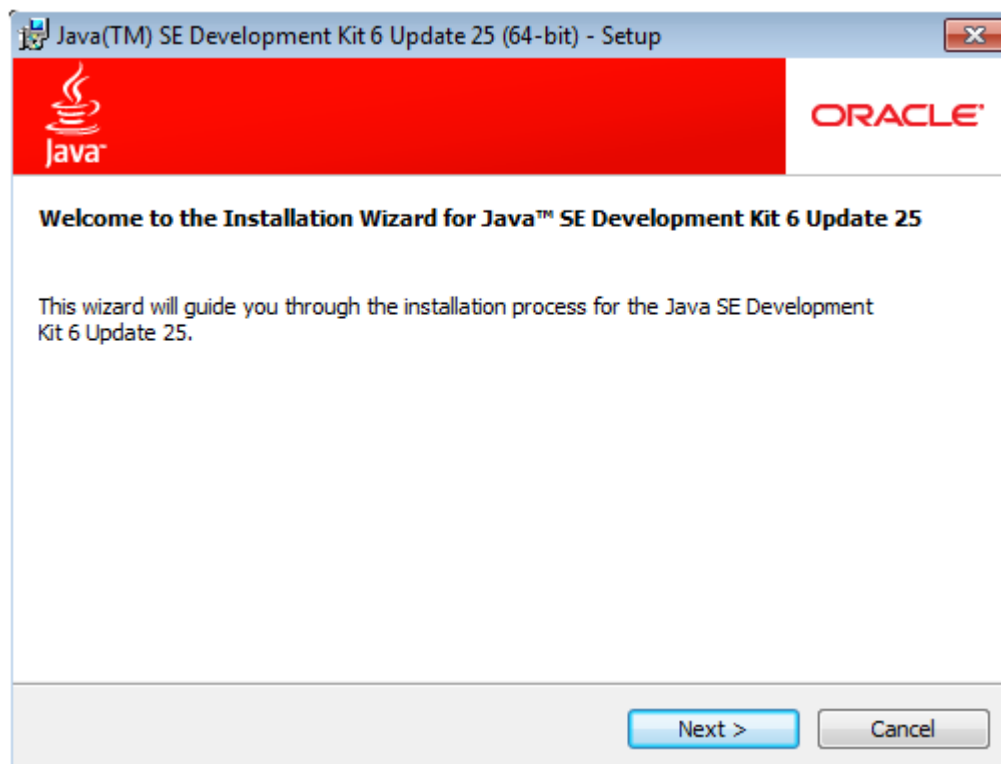 Java(TM) SE Development Kit 6 Update 25 (64-bit) - Setup
Java™
ORACLE®
Welcome to the Installation Wizard for Java™ SE Development Kit 6 Update 25
This wizard will guide you through the installation process for the Java SE Development
Kit 6 Update 25.
Next >
Cancel